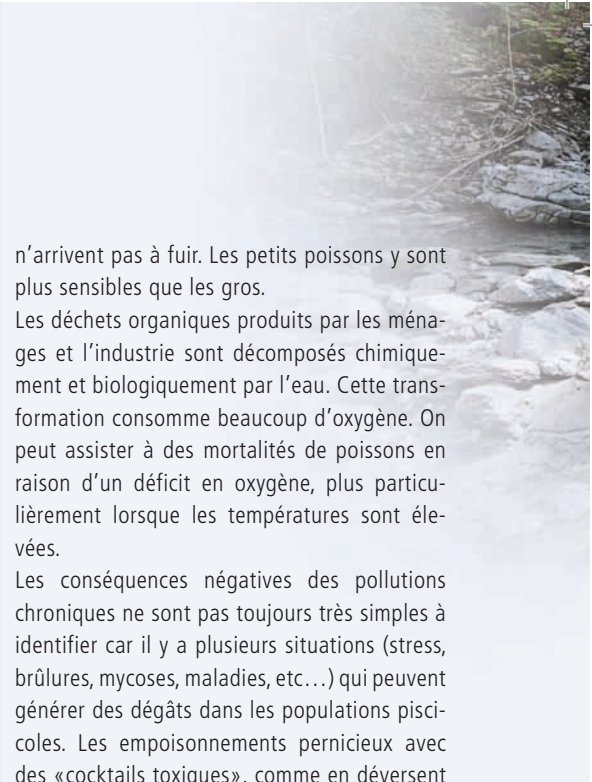 n’arrivent pas à fuir. Les petits poissons y sont
plus sensibles que les gros.
Les déchets organiques produits par les ména-
ges et l’industrie sont décomposés chimique-
ment et biologiquement par l’eau. Cette trans-
formation consomme beaucoup d’oxygène. On
peut assister à des mortalités de poissons en
raison d’un déficit en oxygène, plus particu-
lièrement lorsque les températures sont éle-
vées.
Les conséquences négatives des pollutions
chroniques ne sont pas toujours très simples à
identifier car il y a plusieurs situations (stress,
brûlures, mycoses, maladies, etc…) qui peuvent
générer des dégâts dans les populations pisci-
coles. Les empoisonnements pernicieux avec
des «cocktails toxiques», comme en déversent